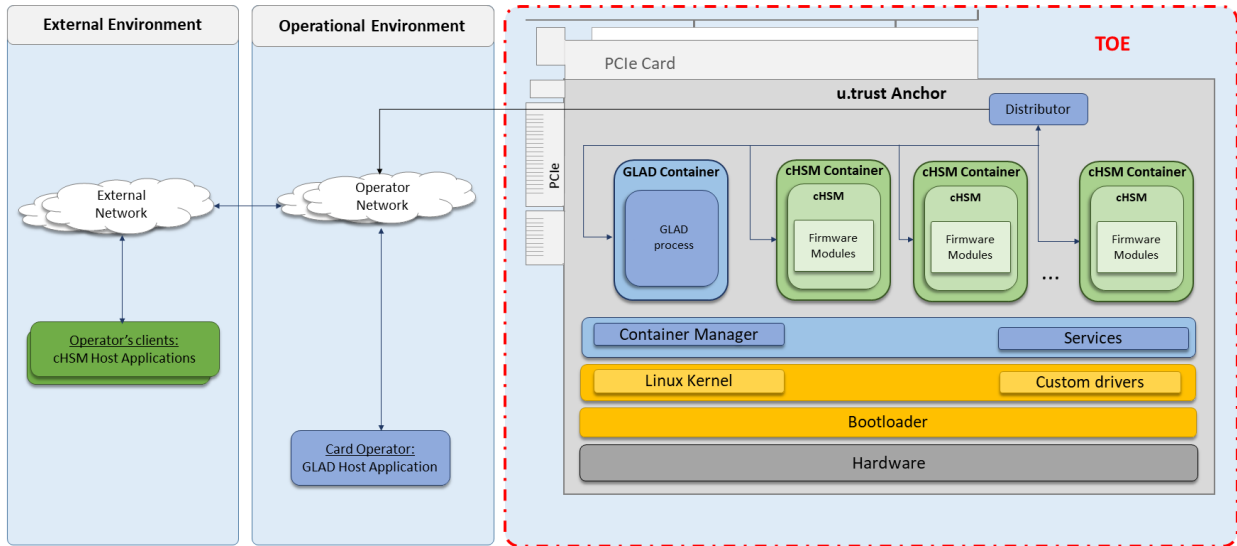 External Environment
Operational Environment
TOE
PCIe Card
u.trust Anchor
Distributor
PCIe
External
Network
Operator
Network
GLAD Container
GLAD
process
cHSM Container
cHSM
Firmware
Modules
cHSM Container
cHSM
Firmware
Modules
...
cHSM Container
cHSM
Firmware
Modules
Operator's clients:
cHSM Host Applications
Card Operator:
GLAD Host Application
Container Manager
Services
Linux Kernel
Custom drivers
Bootloader
Hardware